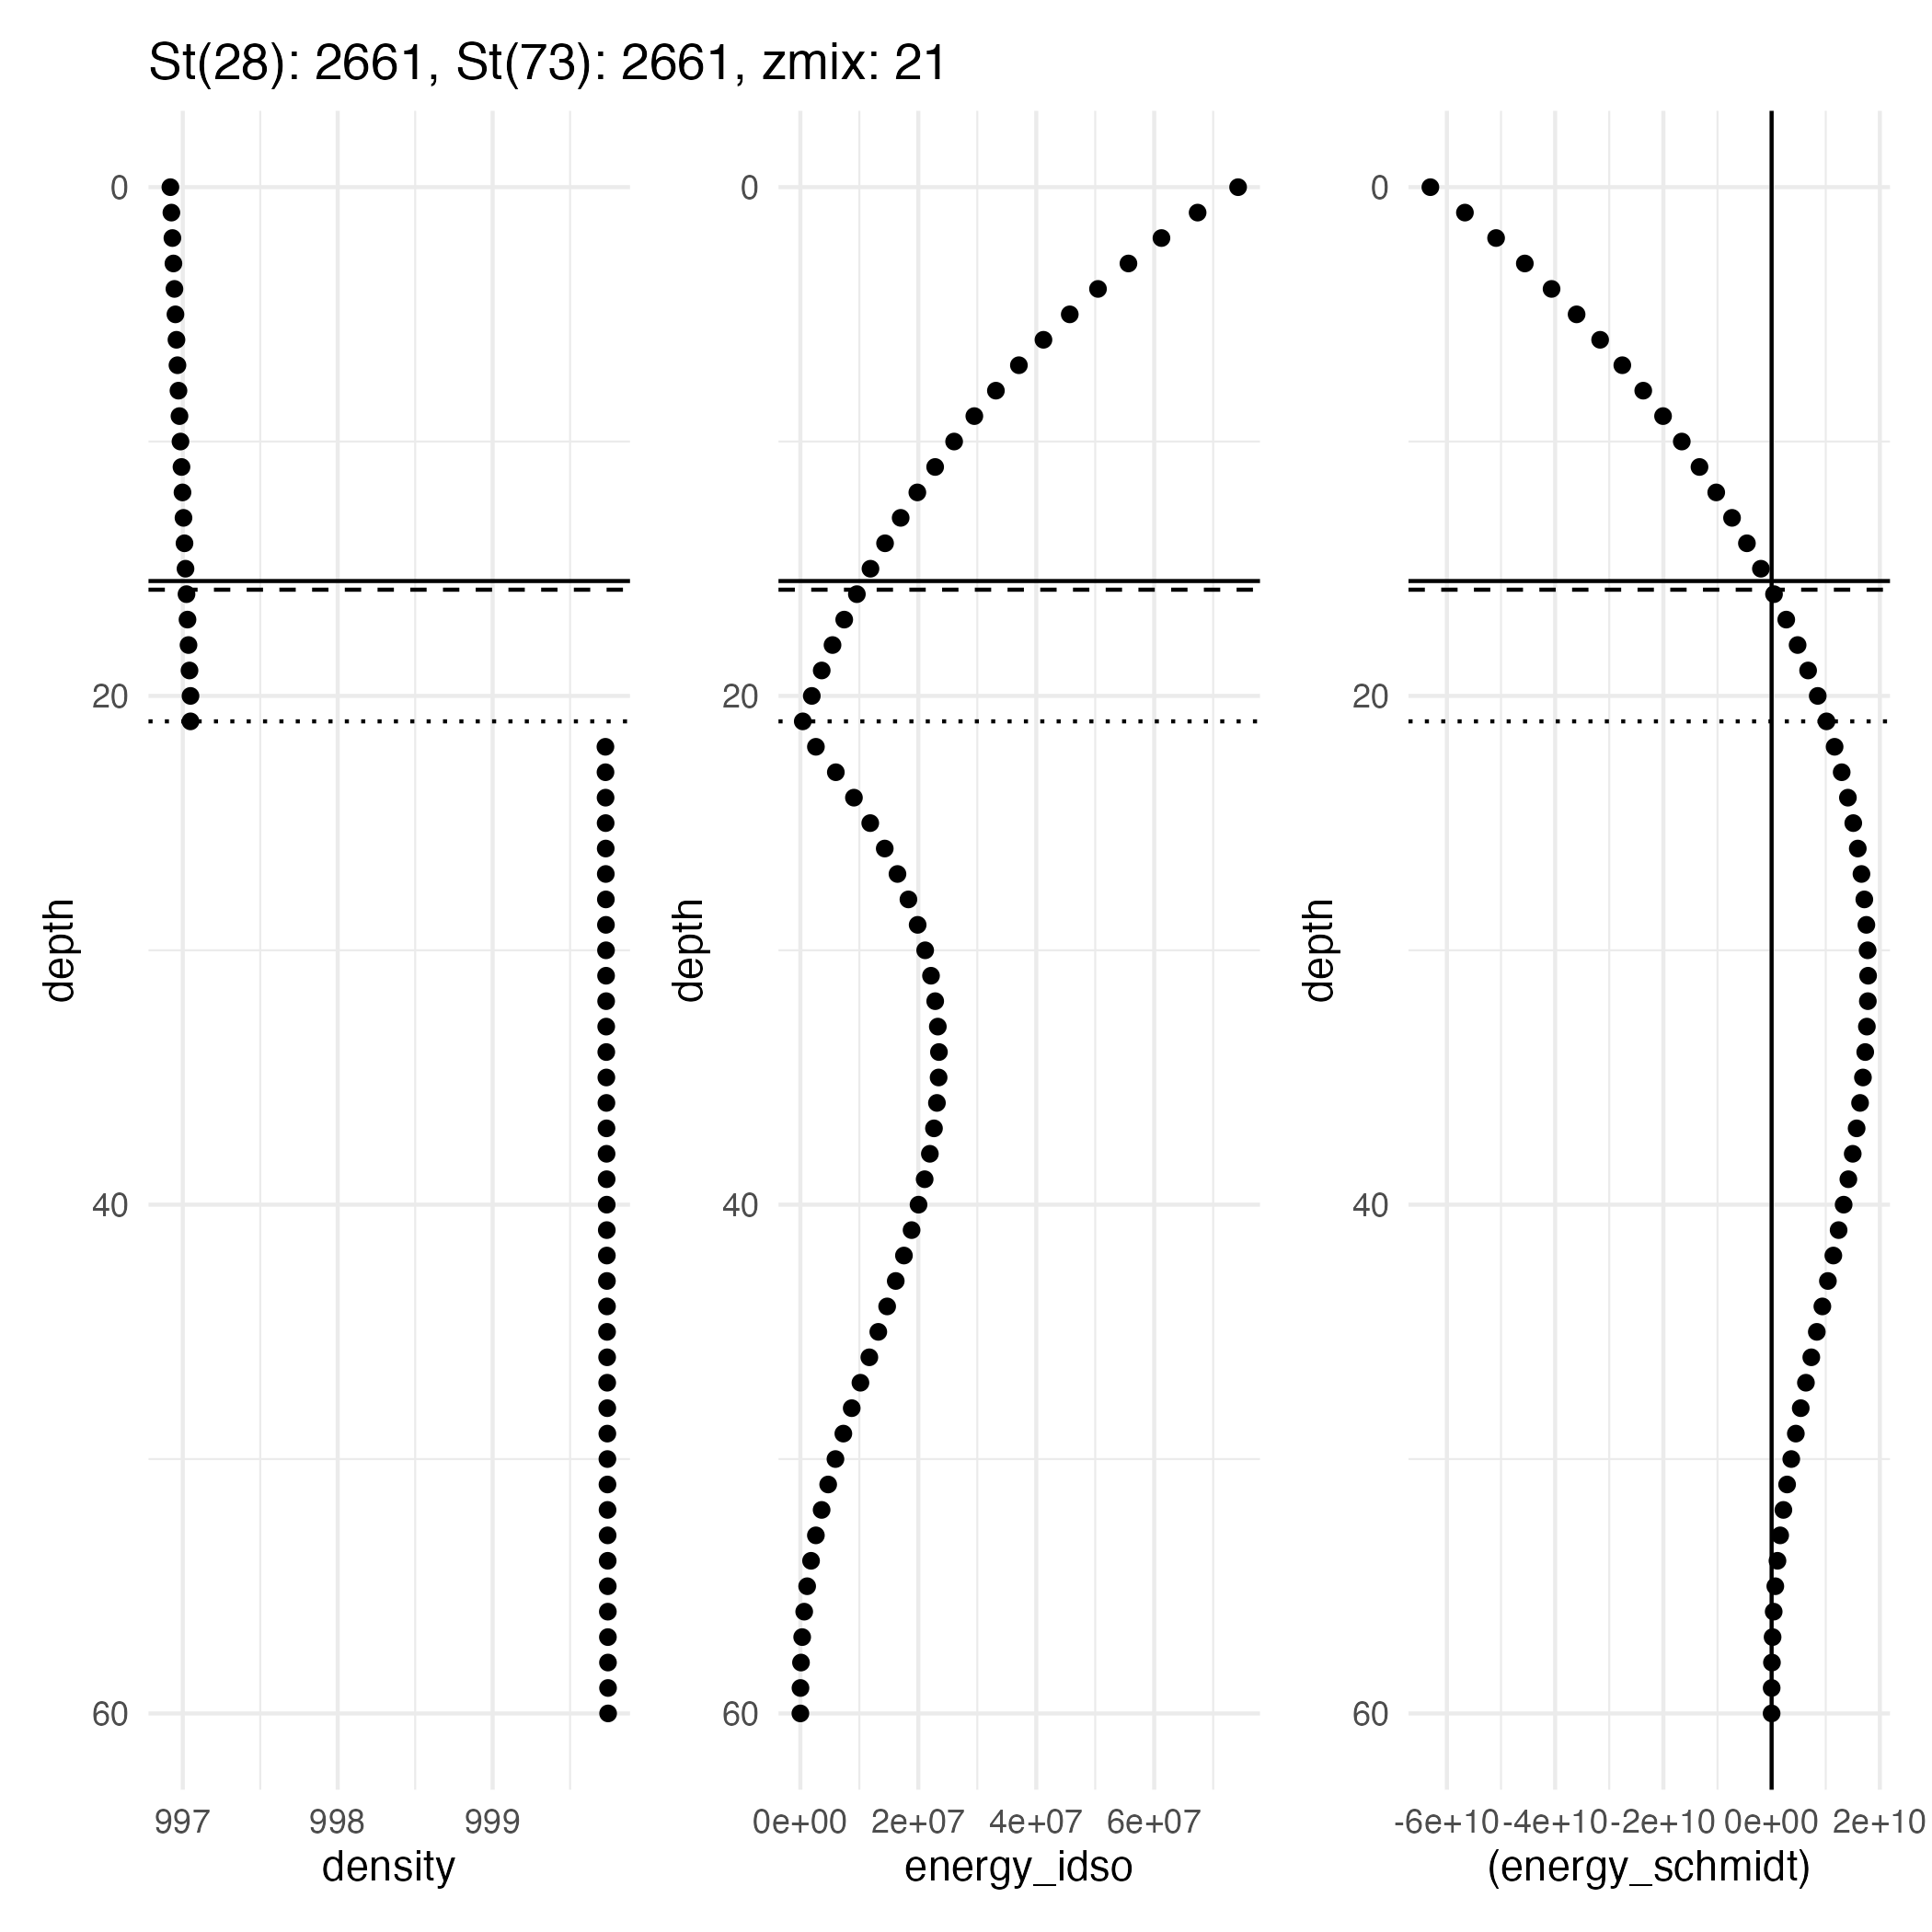 St(28): 2661, St(73): 2661, zmix: 21
0
20
40
60
depth
997 998 999
density
0
20
40
60
depth
0e+00 2e+07 4e+07 6e+07
energy_idso
0
20
40
60
depth
-6e+10 -4e+10 -2e+10 0e+00 2e+10
(energy_schmidt)